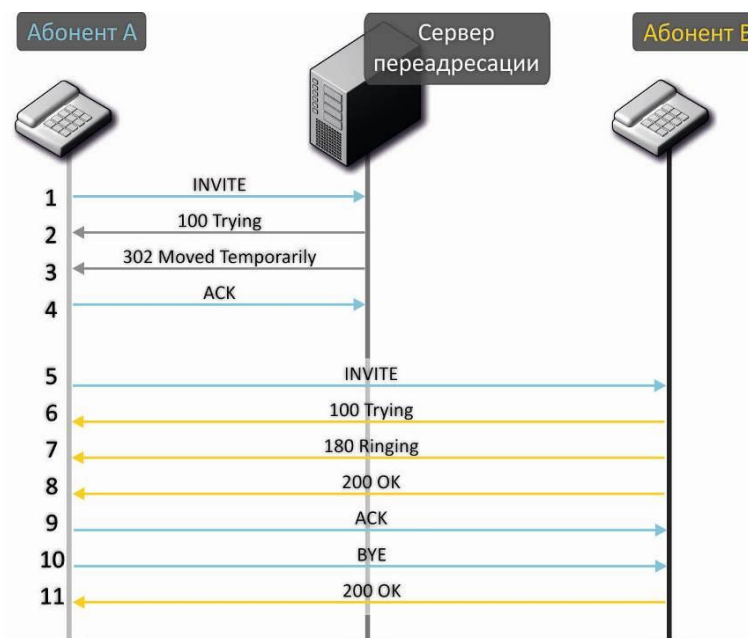 Абонент А
Сервер
переадресации
Абонент В
1 INVITE
2 100 Trying
3 302 Moved Temporarily
4 ACK
5 INVITE
6 100 Trying
7 180 Ringing
8 200 OK
9 ACK
10 BYE
11 200 OK